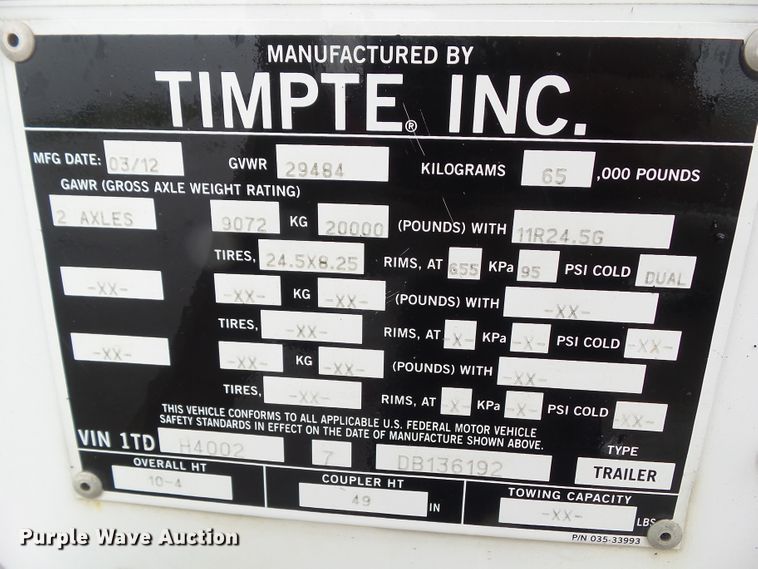 MANUFACTURED BY
TIMPTE® INC.
MFG DATE: 03/12 GVWR 29484 KILOGRAMS 65 ,000 POUNDS
GAWR (GROSS AXLE WEIGHT RATING)
2 AXLES 9072 KG 20000 (POUNDS) WITH 11R24.5G
TIRES, 24.5X8.25 RIMS, AT 655 KPa 95 PSI COLD DUAL
-XX- -XX- KG -XX- (POUNDS) WITH -XX-
TIRES, -XX- RIMS, AT -X- KPa -X- PSI COLD -XX-
-XX- -XX- KG -XX- (POUNDS) WITH -XX-
TIRES, -XX- RIMS, AT -X- KPa -X- PSI COLD -XX-
THIS VEHICLE CONFORMS TO ALL APPLICABLE U.S. FEDERAL MOTOR VEHICLE
SAFETY STANDARDS IN EFFECT ON THE DATE OF MANUFACTURE SHOWN ABOVE.
VIN 1TD H4002 7 DB136192 TYPE
TRAILER
OVERALL HT COUPLER HT TOWING CAPACITY
10-4 49 IN -XX- LBS
P/N 035-33993
Purple Wave Auction